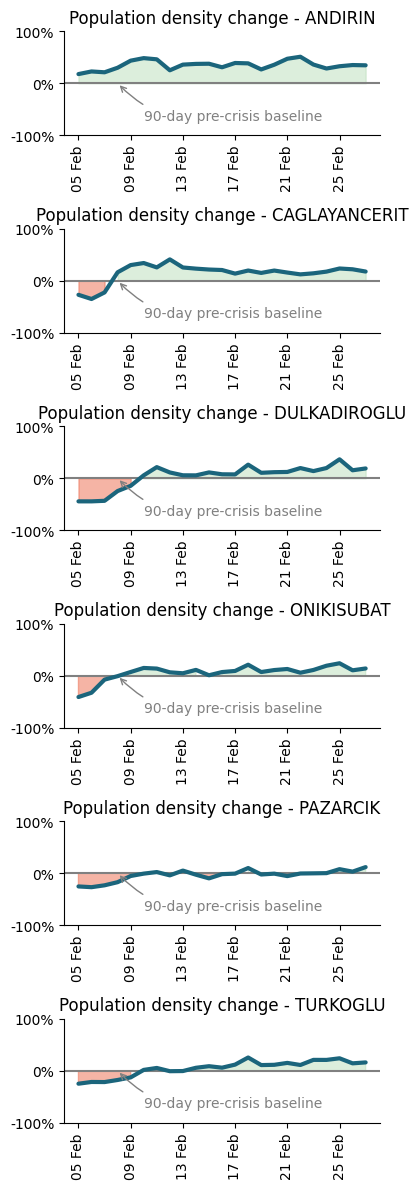 Population density change - ANDIRIN
100%
0%
90-day pre-crisis baseline
-100%
05 Feb
09 Feb
13 Feb
17 Feb
21 Feb
25 Feb
Population density change - CAGLAYANCERIT
100%
0%
90-day pre-crisis baseline
-100%
05 Feb
09 Feb
13 Feb
17 Feb
21 Feb
25 Feb
Population density change - DULKADIROGLU
100%
0%
90-day pre-crisis baseline
-100%
05 Feb
09 Feb
13 Feb
17 Feb
21 Feb
25 Feb
Population density change - ONIKISUBAT
100%
0%
90-day pre-crisis baseline
-100%
05 Feb
09 Feb
13 Feb
17 Feb
21 Feb
25 Feb
Population density change - PAZARCIK
100%
0%
90-day pre-crisis baseline
-100%
05 Feb
09 Feb
13 Feb
17 Feb
21 Feb
25 Feb
Population density change - TURKOGLU
100%
0%
90-day pre-crisis baseline
-100%
05 Feb
09 Feb
13 Feb
17 Feb
21 Feb
25 Feb